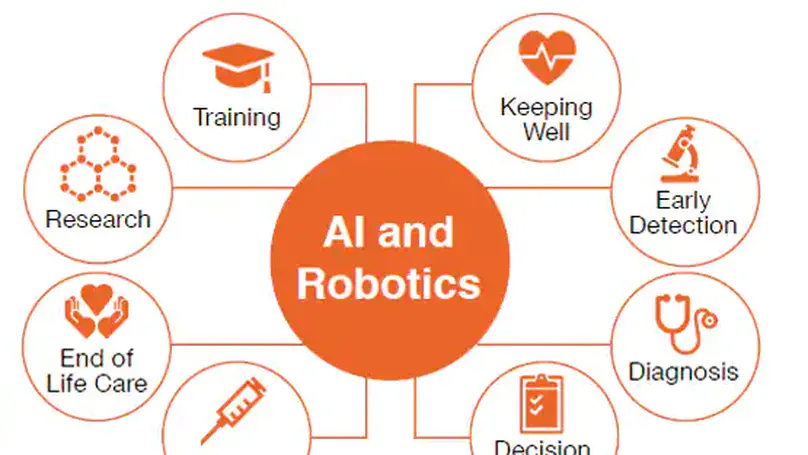 Training
Keeping
Well
Research
Early
Detection
AI and
Robotics
End of
Life Care
Diagnosis
Decision